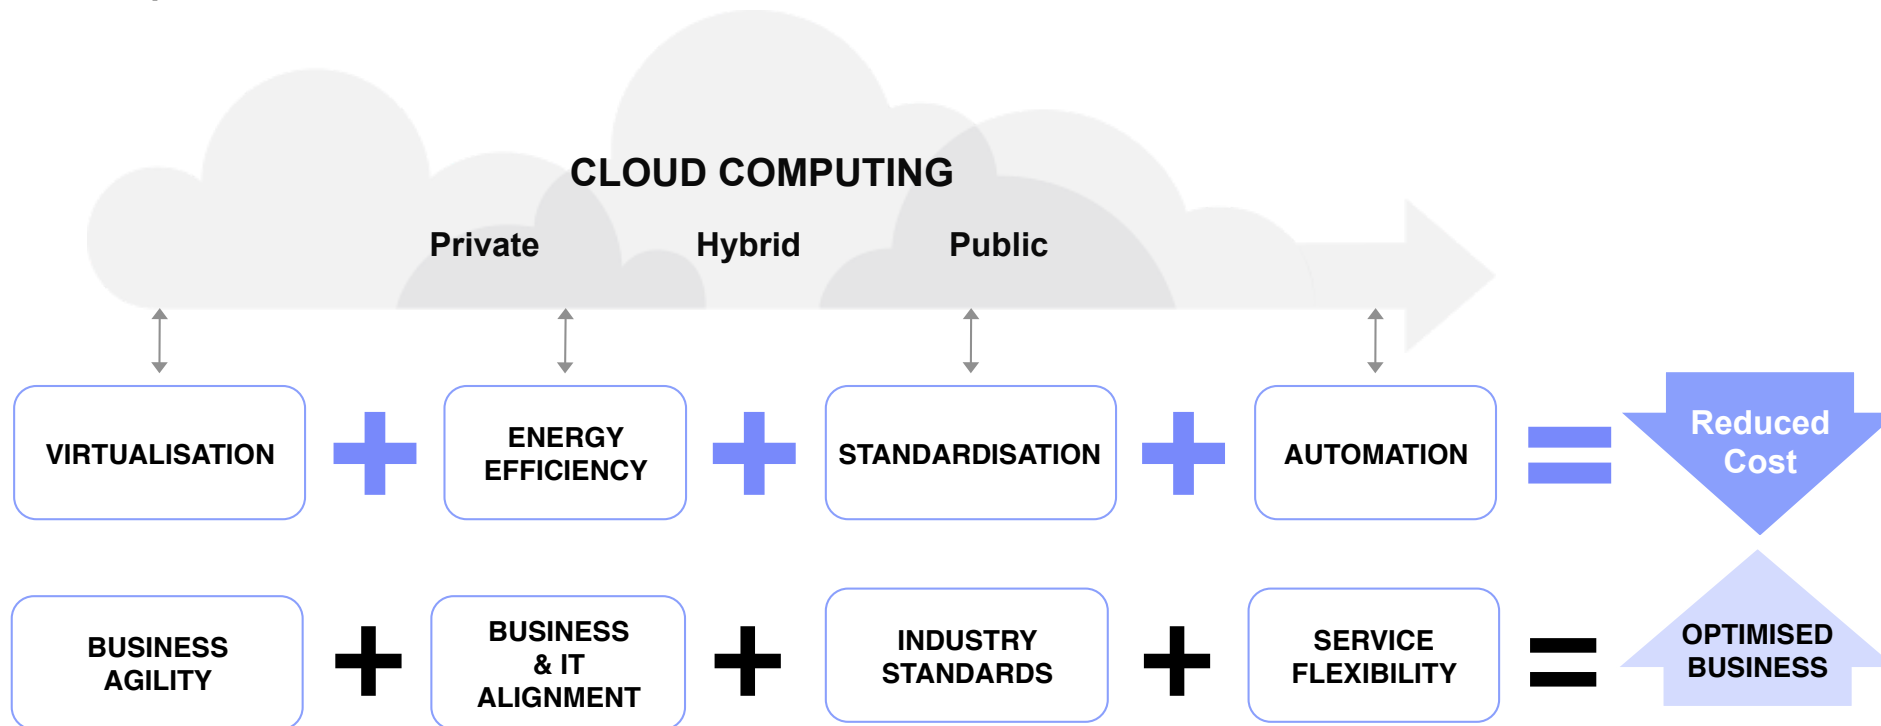 CLOUD COMPUTING
Private Hybrid Public
VIRTUALISATION
ENERGY
EFFICIENCY
STANDARDISATION
AUTOMATION
Reduced
Cost
BUSINESS
AGILITY
BUSINESS
& IT
ALIGNMENT
INDUSTRY
STANDARDS
SERVICE
FLEXIBILITY
OPTIMISED
BUSINESS